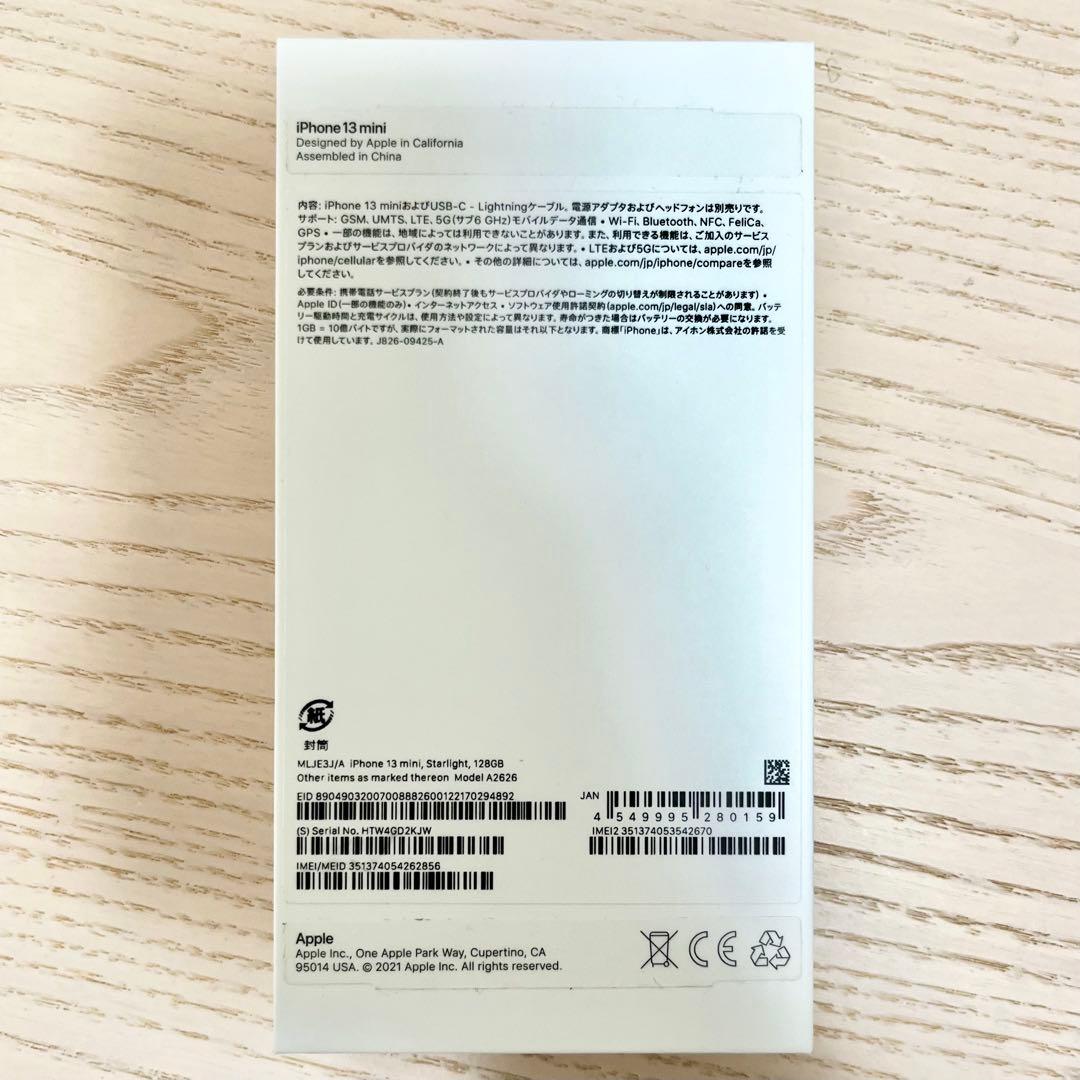 iPhone 13 mini
Designed by Apple in California
Assembled in China
内容: iPhone 13 miniおよびUSB-C - Lightningケーブル。電源アダプタおよびヘッドフォンは別売りです。
サポート: GSM, UMTS, LTE, 5G(サブ6 GHz)モバイルデータ通信 • Wi-Fi、Bluetooth、NFC、FeliCa、
GPS • 一部の機能は、地域によっては利用できないことがあります。また、利用できる機能は、ご加入のサービス
プランおよびサービスプロバイダのネットワークによって異なります。• LTEおよび5Gについては、apple.com/jp/
iphone/cellularを参照してください。• その他の詳細については、apple.com/jp/iphone/compareを参照
してください。
必要条件: 携帯電話サービスプラン(契約終了後もサービスプロバイダやローミングの切り替えが制限されることがあります) •
Apple ID(一部の機能のみ) • インターネットアクセス • ソフトウェア使用許諾契約(apple.com/jp/legal/sla)への同意。バッテ
リー駆動時間と充電サイクルは、使用方法や設定によって異なります。寿命がつきた場合はバッテリーの交換が必要になります。
1GB = 10億バイトですが、実際にフォーマットされた容量はそれ以下となります。商標「iPhone」は、アイホン株式会社の許諾を受
けて使用しています。J826-09425-A
紙
封筒
MLJE3J/A iPhone 13 mini, Starlight, 128GB
Other items as marked thereon Model A2626
EID 89049032007008882600122170294892
JAN
4 549995 280159
(S) Serial No. HTW4GD2KJW
IMEI2 351374053542670
IMEI/MEID 351374054262856
Apple
Apple Inc., One Apple Park Way, Cupertino, CA
95014 USA. © 2021 Apple Inc. All rights reserved.
CE